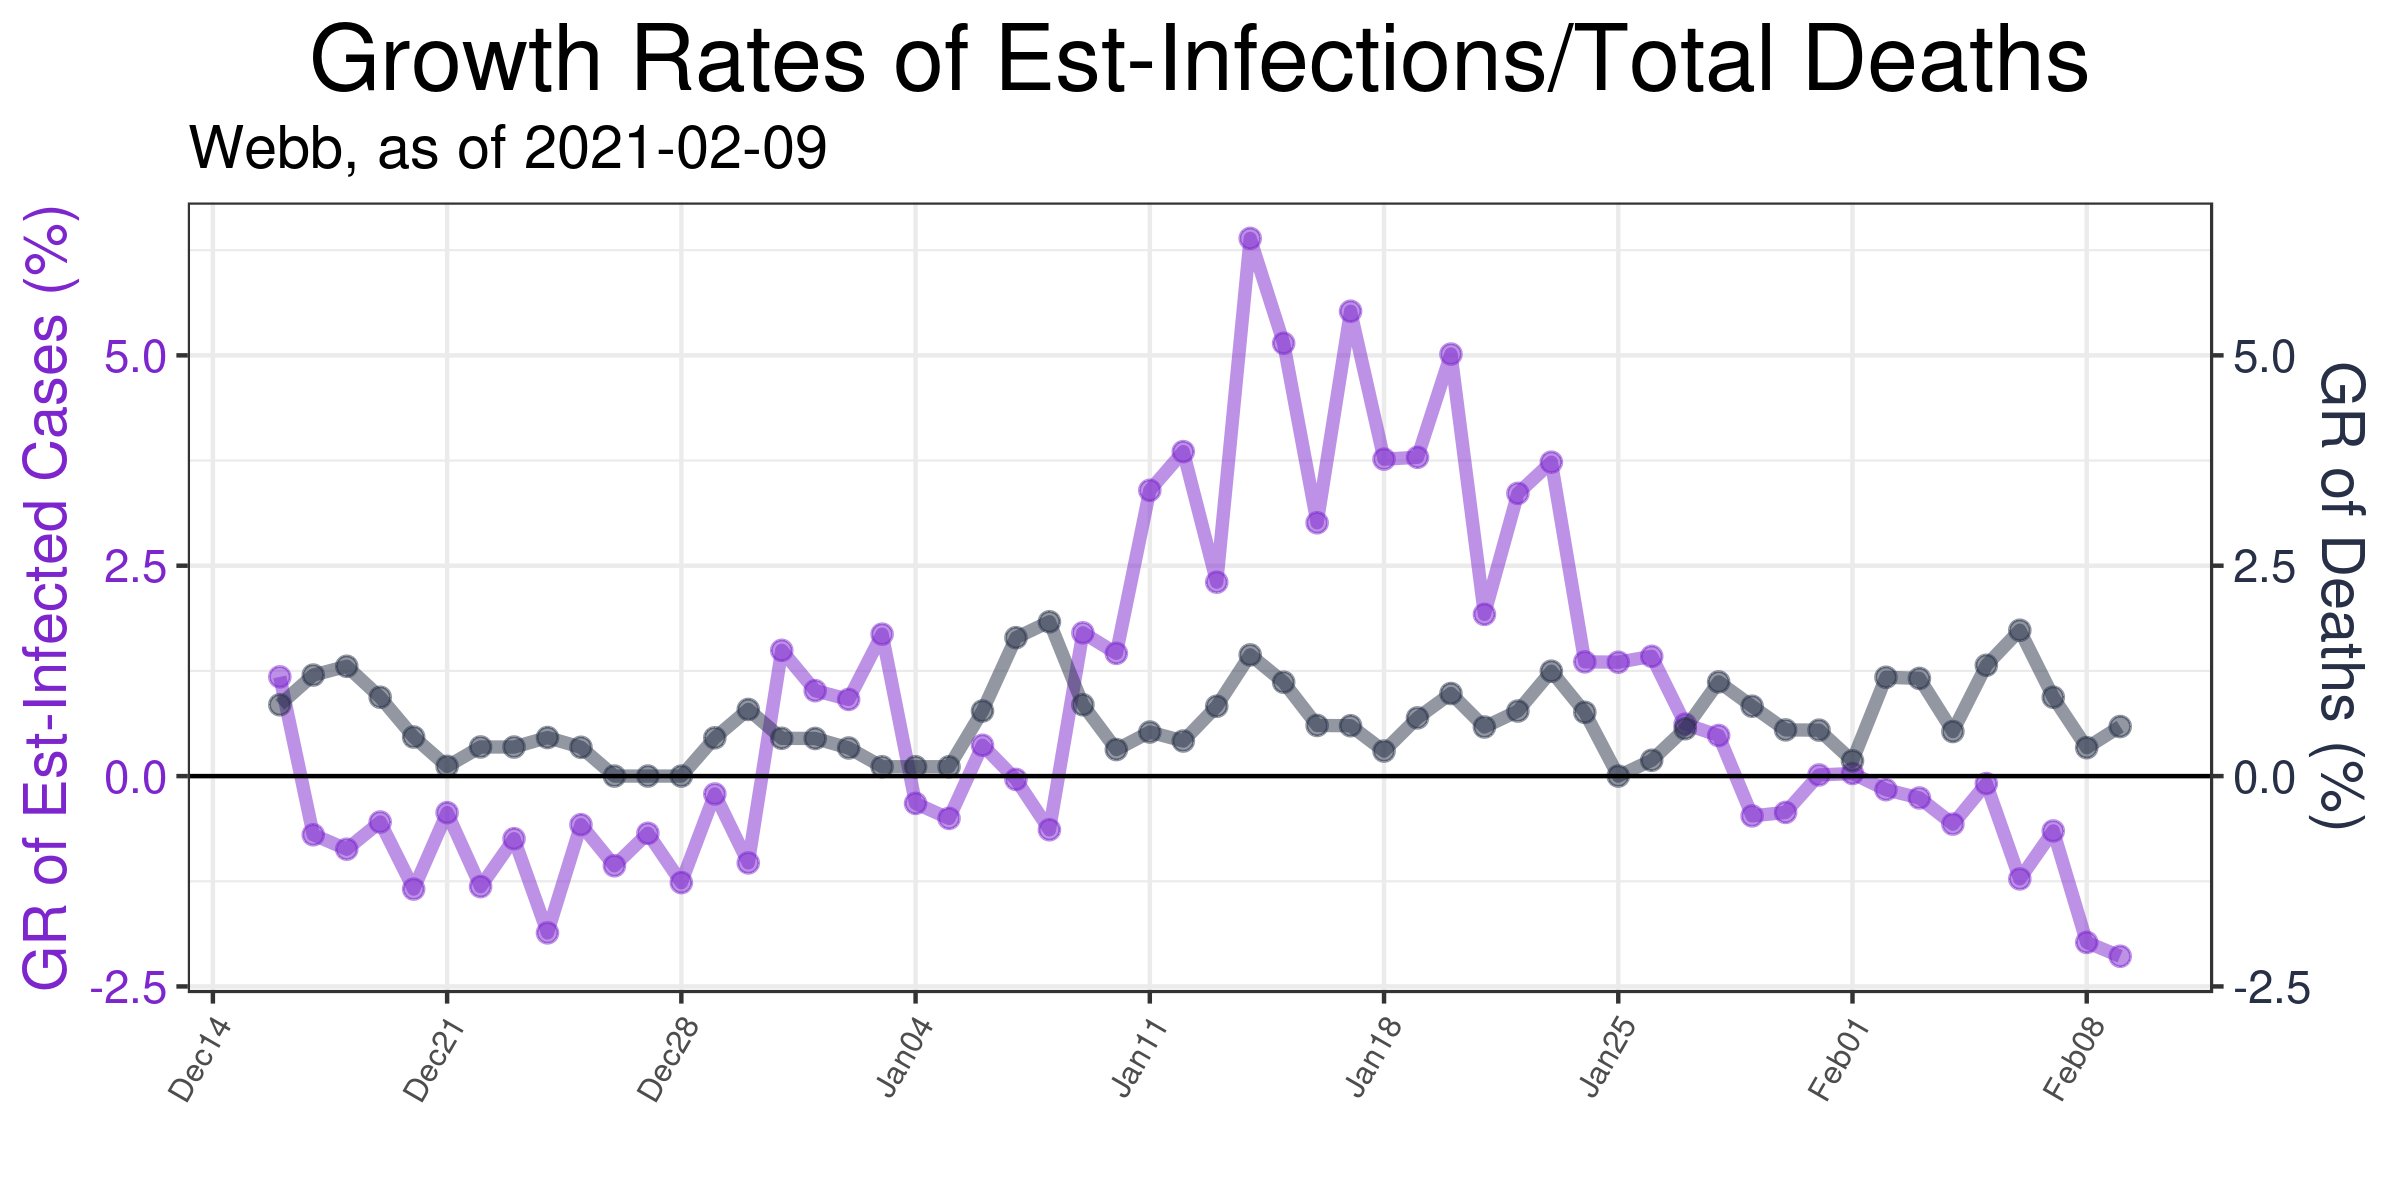 Growth Rates of Est-Infections/Total Deaths
Webb, as of 2021-02-09
GR of Est-Infected Cases (%)
5.0
2.5
0.0
-2.5
5.0
2.5
0.0
-2.5
GR of Deaths (%)
Dec14
Dec21
Dec28
Jan04
Jan11
Jan18
Jan25
Feb01
Feb08